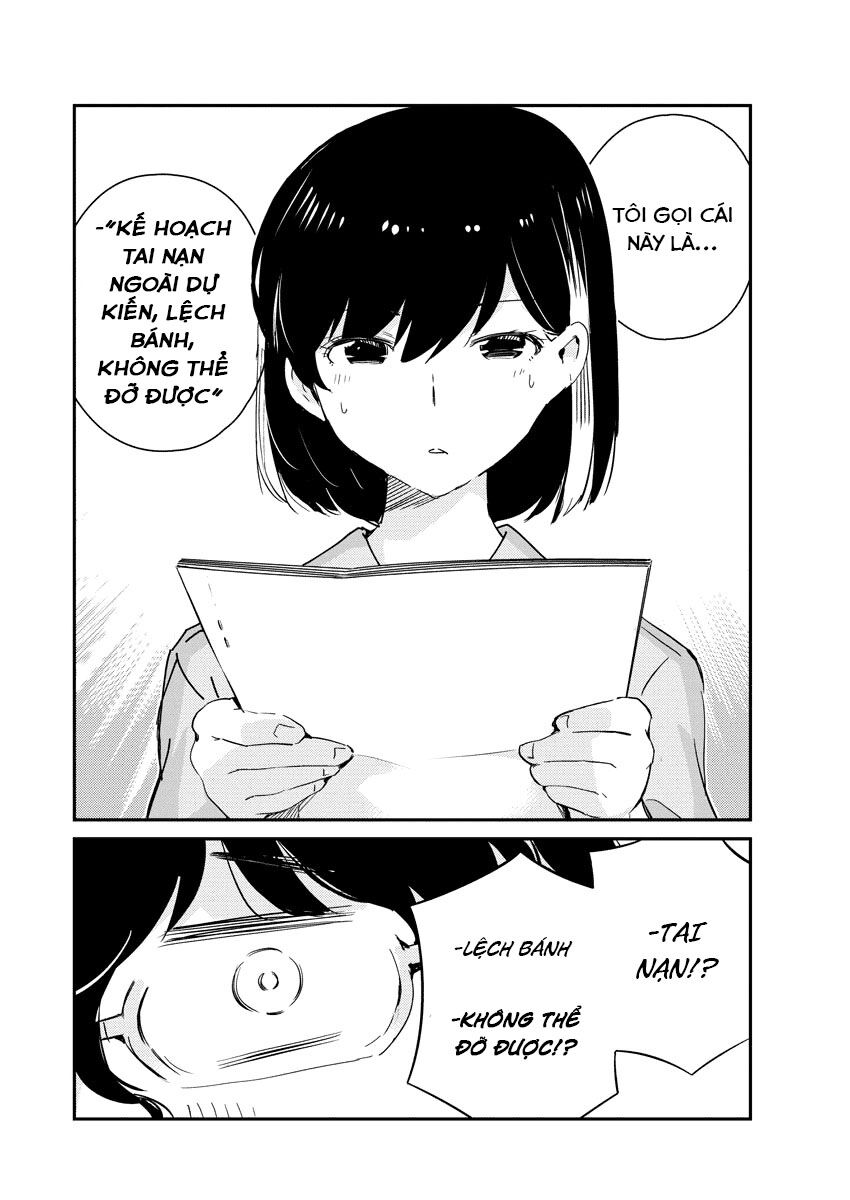 TÔI GỌI CÁI
NÀY LÀ...
-"KẾ HOẠCH
TAI NẠN
NGOÀI DỰ
KIẾN, LỆCH
BÁNH,
KHÔNG THỂ
ĐỠ ĐƯỢC"
-TAI
NẠN!?
-LỆCH BÁNH
-KHÔNG THỂ
ĐỠ ĐƯỢC!?